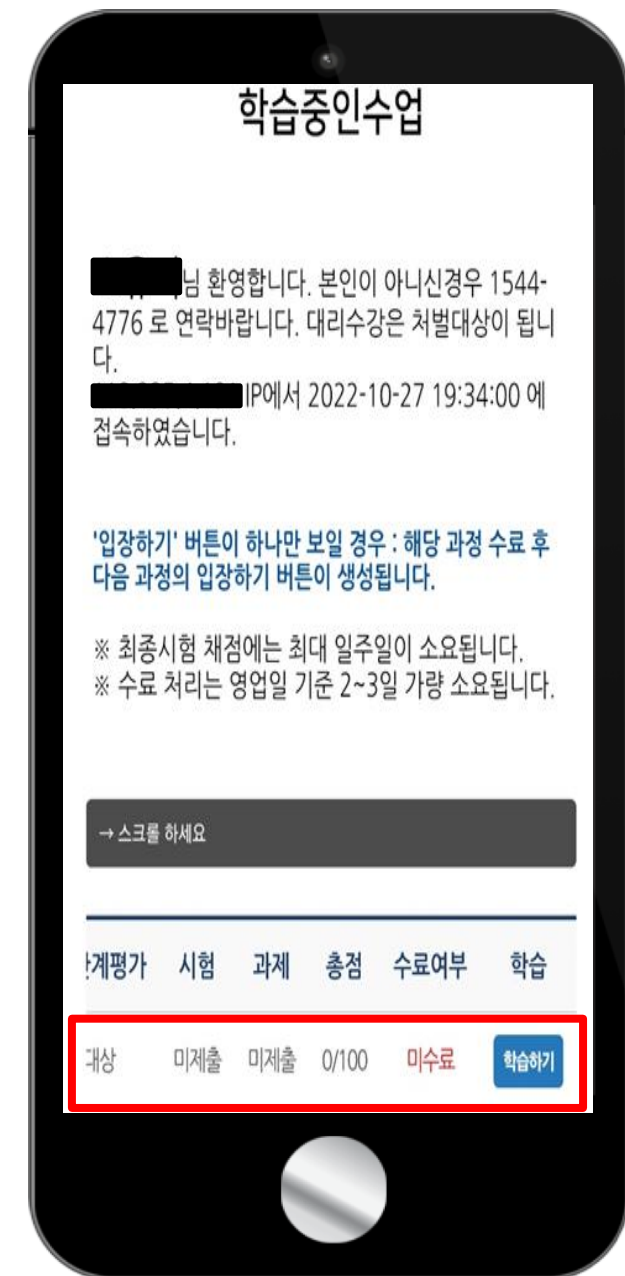 학습중인수업
님 환영합니다. 본인이 아니신경우 1544-
4776 로 연락바랍니다. 대리수강은 처벌대상이 됩니
다.
IP에서 2022-10-27 19:34:00 에
접속하였습니다.
'입장하기' 버튼이 하나만 보일 경우 : 해당 과정 수료 후
다음 과정의 입장하기 버튼이 생성됩니다.
※ 최종시험 채점에는 최대 일주일이 소요됩니다.
※ 수료 처리는 영업일 기준 2~3일 가량 소요됩니다.
→ 스크롤 하세요
계평가 시험 과제 총점 수료여부 학습
대상 미제출 미제출 0/100 미수료 학습하기